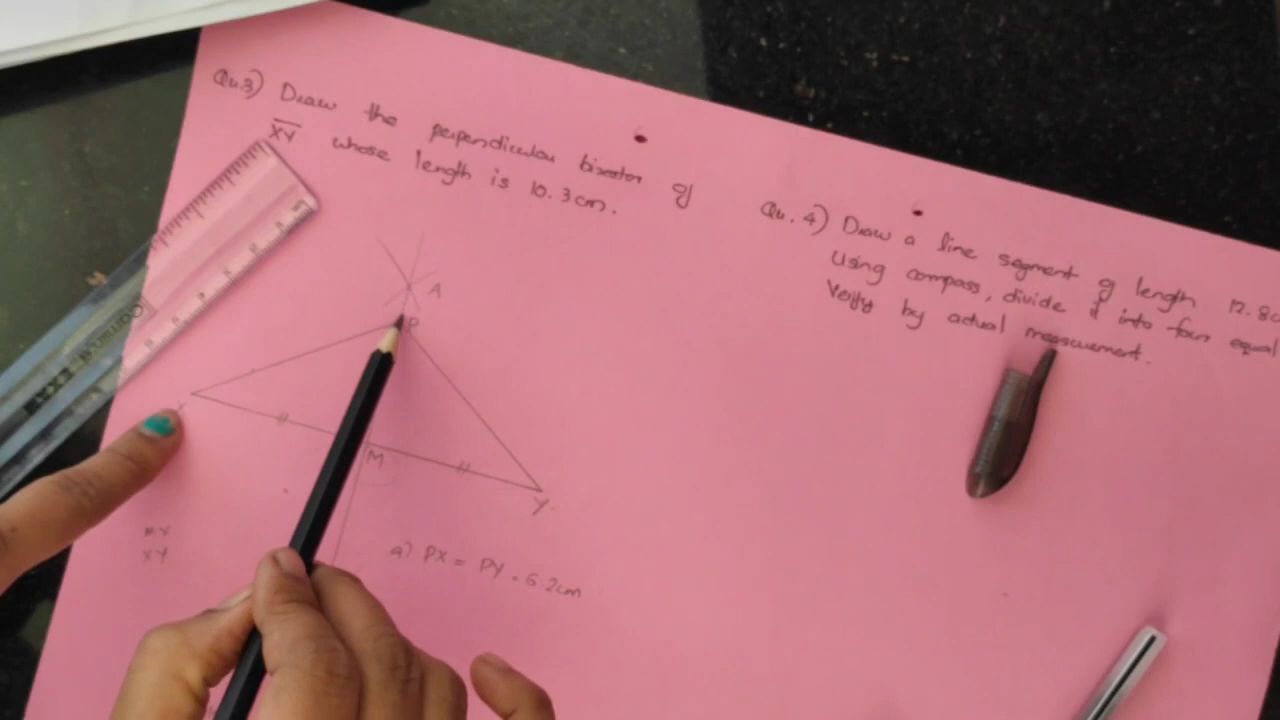 Qu.3) Draw the perpendicular bisector of
XY whose length is 10.3cm.
Qu. 4) Draw a line segment of length 12.8c
Using compass, divide it into four equal
Verify by actual measurement.
A
P
X
M
Y
a) PX = PY = 6.2cm
XY